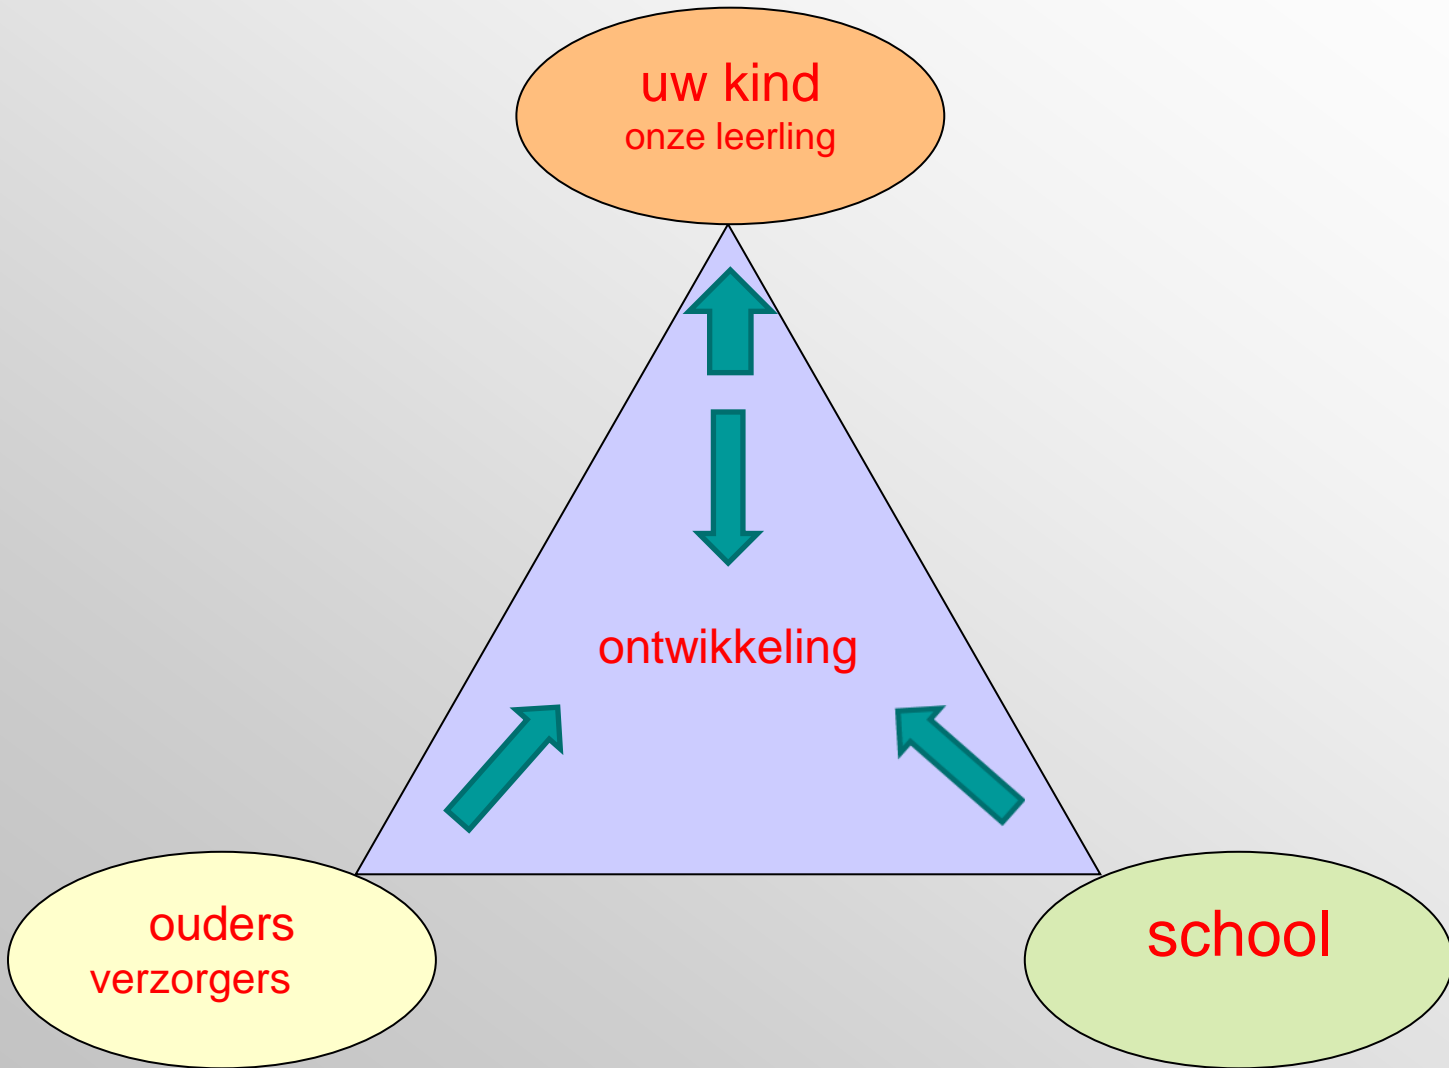 uw kind
onze leerling
ontwikkeling
ouders
verzorgers
school